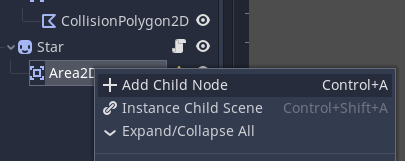 CollisionPolygon2D
Star
Area2D
Add Child Node Control+A
Instance Child Scene Control+Shift+A
Expand/Collapse All